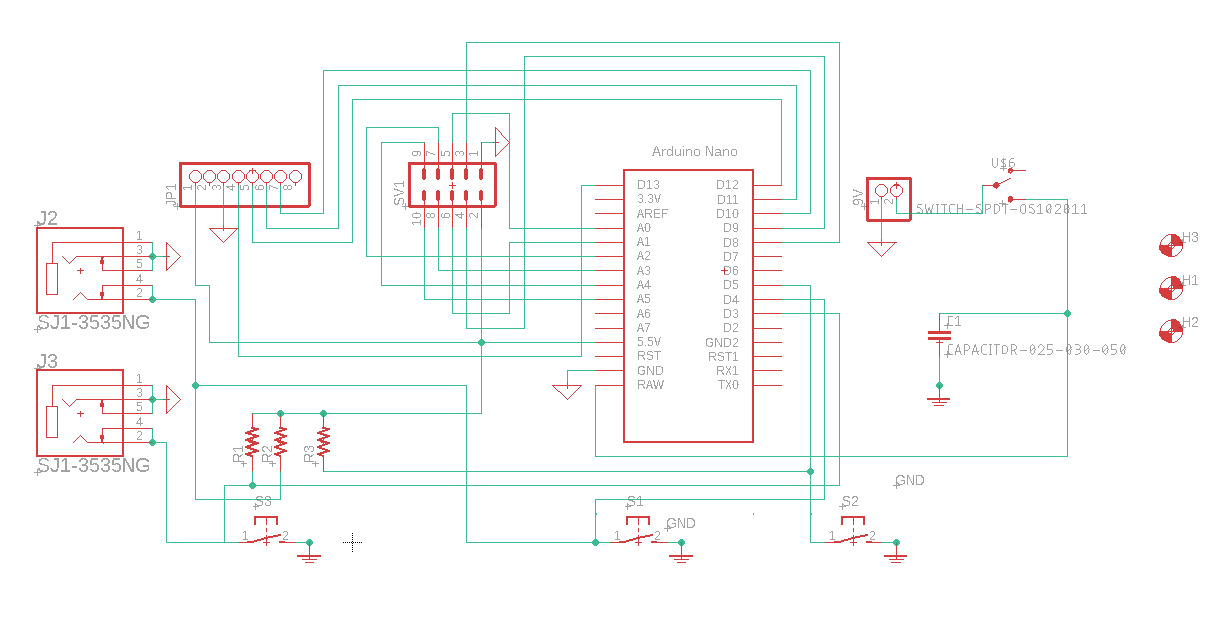 Arduino Nano
JP1
1
2
3
4
5
6
7
8
SV1
9
7
5
3
1
10
8
6
4
2
D13
3.3V
AREF
A0
A1
A2
A3
A4
A5
A6
A7
5.5V
RST
GND
RAW
D12
D11
D10
D9
D8
D7
D6
D5
D4
D3
D2
GND2
RST1
RX1
TX0
9V
1
2
U$6
SWITCH-SPDT-OS102011
H3
H1
H2
C1
CAPACITOR-025-030-050
J2
1
3
5
4
2
SJ1-3535NG
J3
1
3
5
4
2
SJ1-3535NG
R1
R2
R3
S3
1
2
S1
1
2
GND
S2
1
2
GND